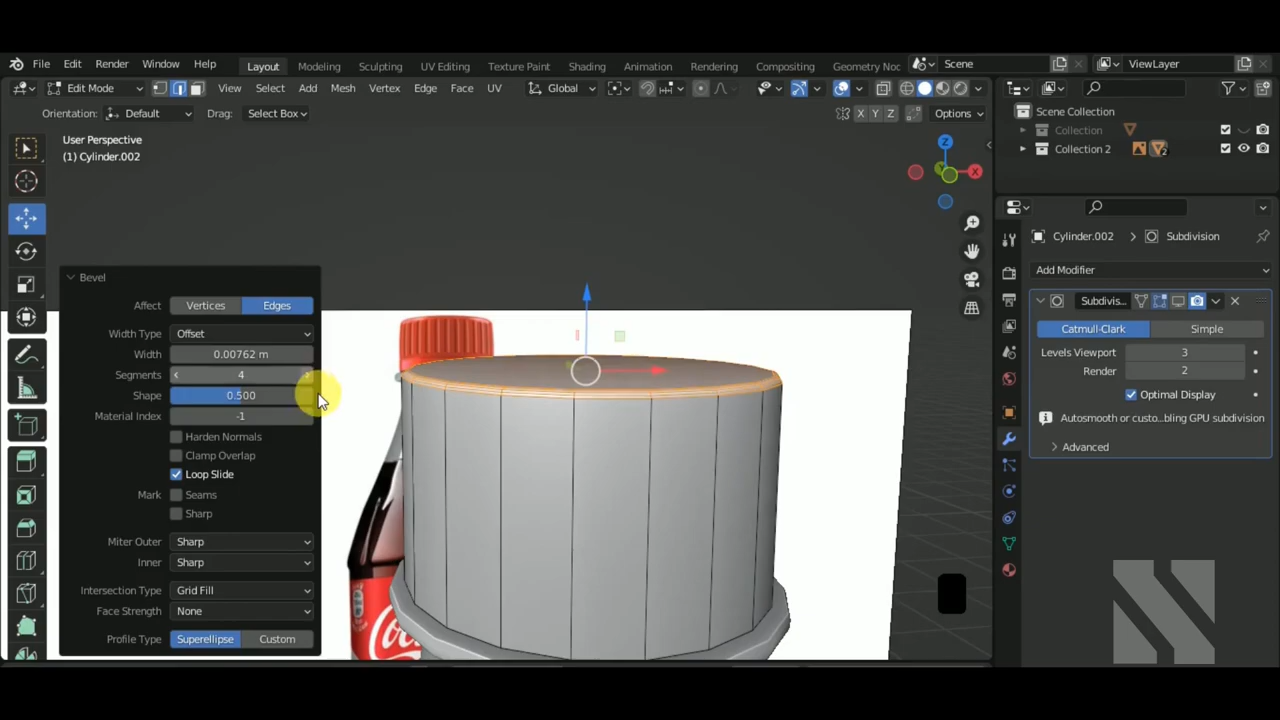 File Edit Render Window Help Layout Modeling Sculpting UV Editing Texture Paint Shading Animation Rendering Compositing Geometry Noc Scene ViewLayer
Edit Mode View Select Add Mesh Vertex Edge Face UV Global
Orientation: Default Drag: Select Box X Y Z Options
User Perspective
(1) Cylinder.002
Z
X
Y
Scene Collection
Collection
Collection 2
2
Cylinder.002 Subdivision
Add Modifier
Subdivis...
Catmull-Clark Simple
Levels Viewport 3
Render 2
Optimal Display
Autosmooth or custo...bling GPU subdivision
Advanced
Bevel
Affect Vertices Edges
Width Type Offset
Width 0.00762 m
Segments 4
Shape 0.500
Material Index -1
Harden Normals
Clamp Overlap
Loop Slide
Mark Seams
Sharp
Miter Outer Sharp
Inner Sharp
Intersection Type Grid Fill
Face Strength None
Profile Type Superellipse Custom